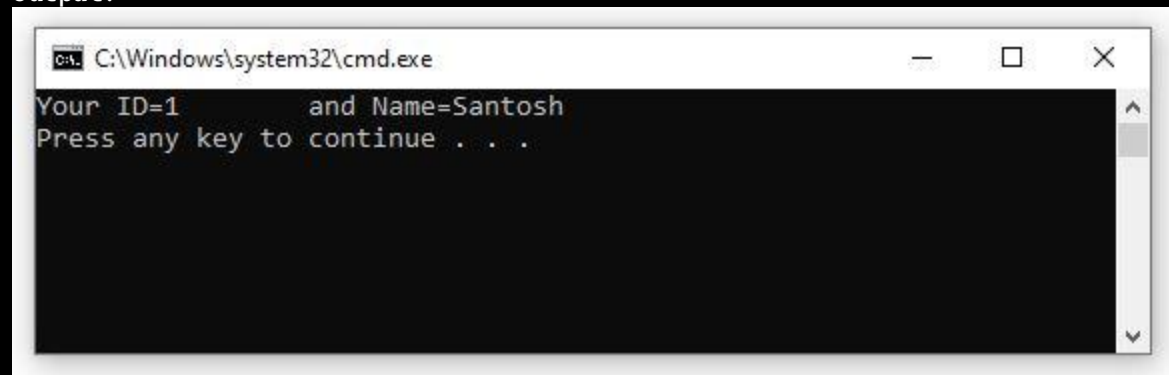 C:\Windows\system32\cmd.exe
Your ID=1        and Name=Santosh
Press any key to continue . . .